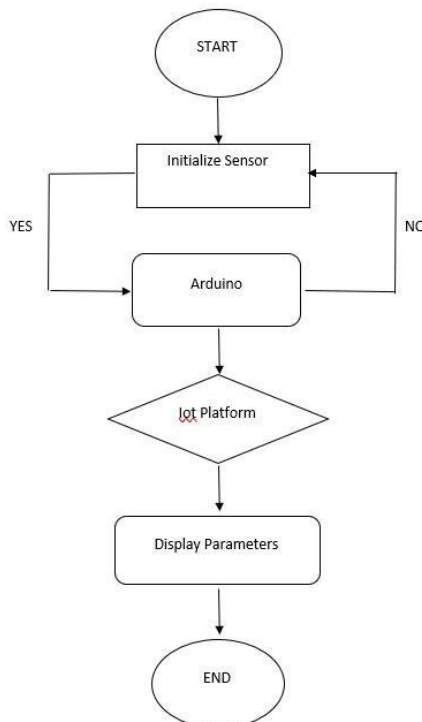 START
Initialize Sensor
YES
NO
Arduino
Iot Platform
Display Parameters
END